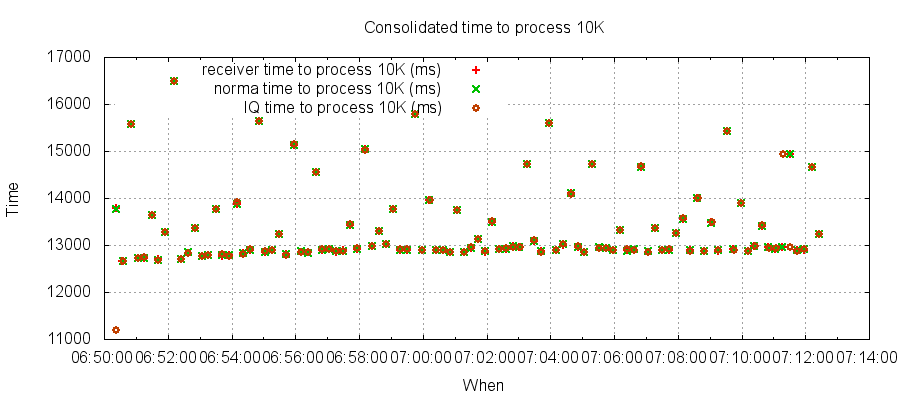 Consolidated time to process 10K
17000
16000
15000
14000
13000
12000
11000
receiver time to process 10K (ms)
norma time to process 10K (ms)
IQ time to process 10K (ms)
Time
06:50:00 06:52:00 06:54:00 06:56:00 06:58:00 07:00:00 07:02:00 07:04:00 07:06:00 07:08:00 07:10:00 07:12:00 07:14:00
When